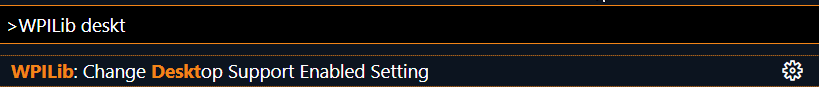 >WPILib deskt
WPILib: Change Desktop Support Enabled Setting